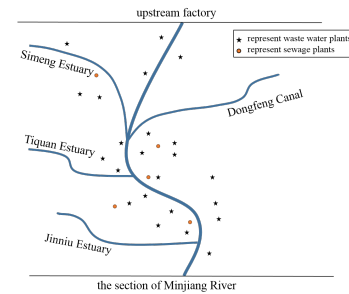 upstream factory
represent waste water plants
represent sewage plants
Simeng Estuary
Dongfeng Canal
Tiquan Estuary
Jinniu Estuary
the section of Minjiang River